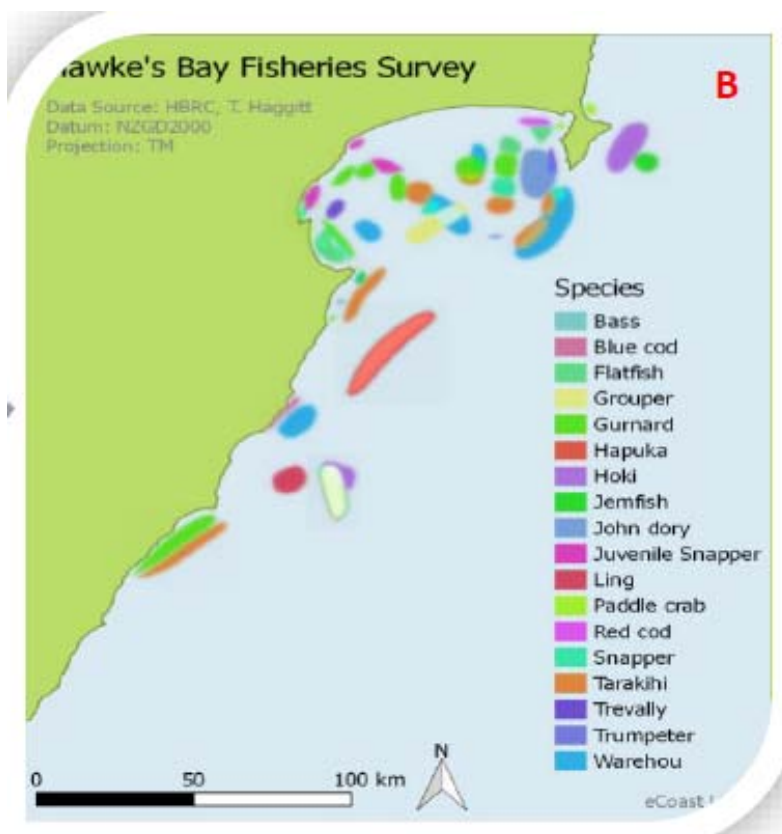 awke's Bay Fisheries Survey
B
Data Source: HBRC, T. Haggitt
Datum: NZGD2000
Projection: TM
Species
Bass
Blue cod
Flatfish
Grouper
Gurnard
Hapuka
Hoki
Jemfish
John dory
Juvenile Snapper
Ling
Paddle crab
Red cod
Snapper
Tarakihi
Trevally
Trumpeter
Warehou
N
0 50 100 km
eCoast